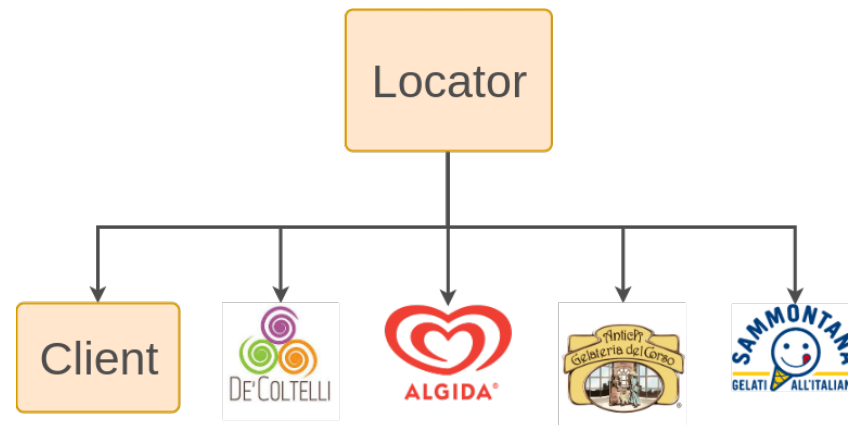 Locator
Client
DE'COLTELLI
ALGIDA®
Antica
Gelateria del Corso
®
SAMMONTANA
GELATI ALL'ITALIANA